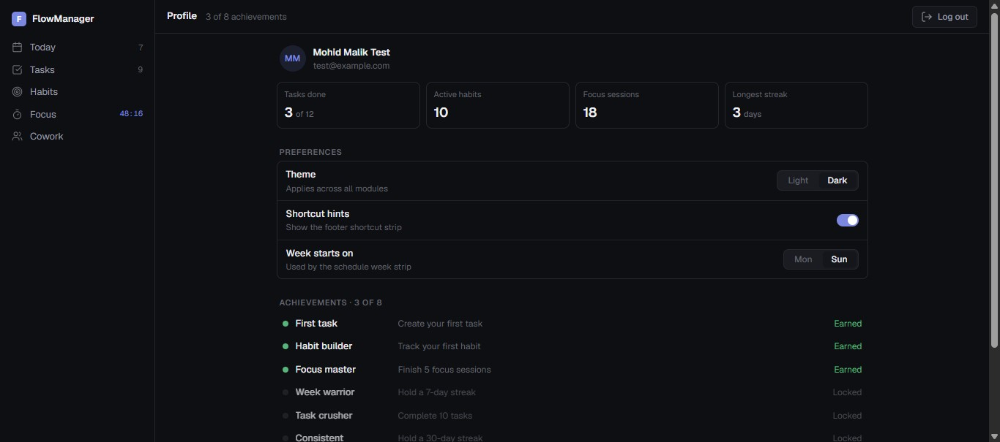 F FlowManager
Today 7
Tasks 9
Habits
Focus 48:16
Cowork
Profile 3 of 8 achievements
Log out
MM
Mohid Malik Test
test@example.com
Tasks done
3 of 12
Active habits
10
Focus sessions
18
Longest streak
3 days
PREFERENCES
Theme
Applies across all modules
Light Dark
Shortcut hints
Show the footer shortcut strip
Week starts on
Used by the schedule week strip
Mon Sun
ACHIEVEMENTS · 3 OF 8
First task Create your first task Earned
Habit builder Track your first habit Earned
Focus master Finish 5 focus sessions Earned
Week warrior Hold a 7-day streak Locked
Task crusher Complete 10 tasks Locked
Consistent Hold a 30-day streak Locked